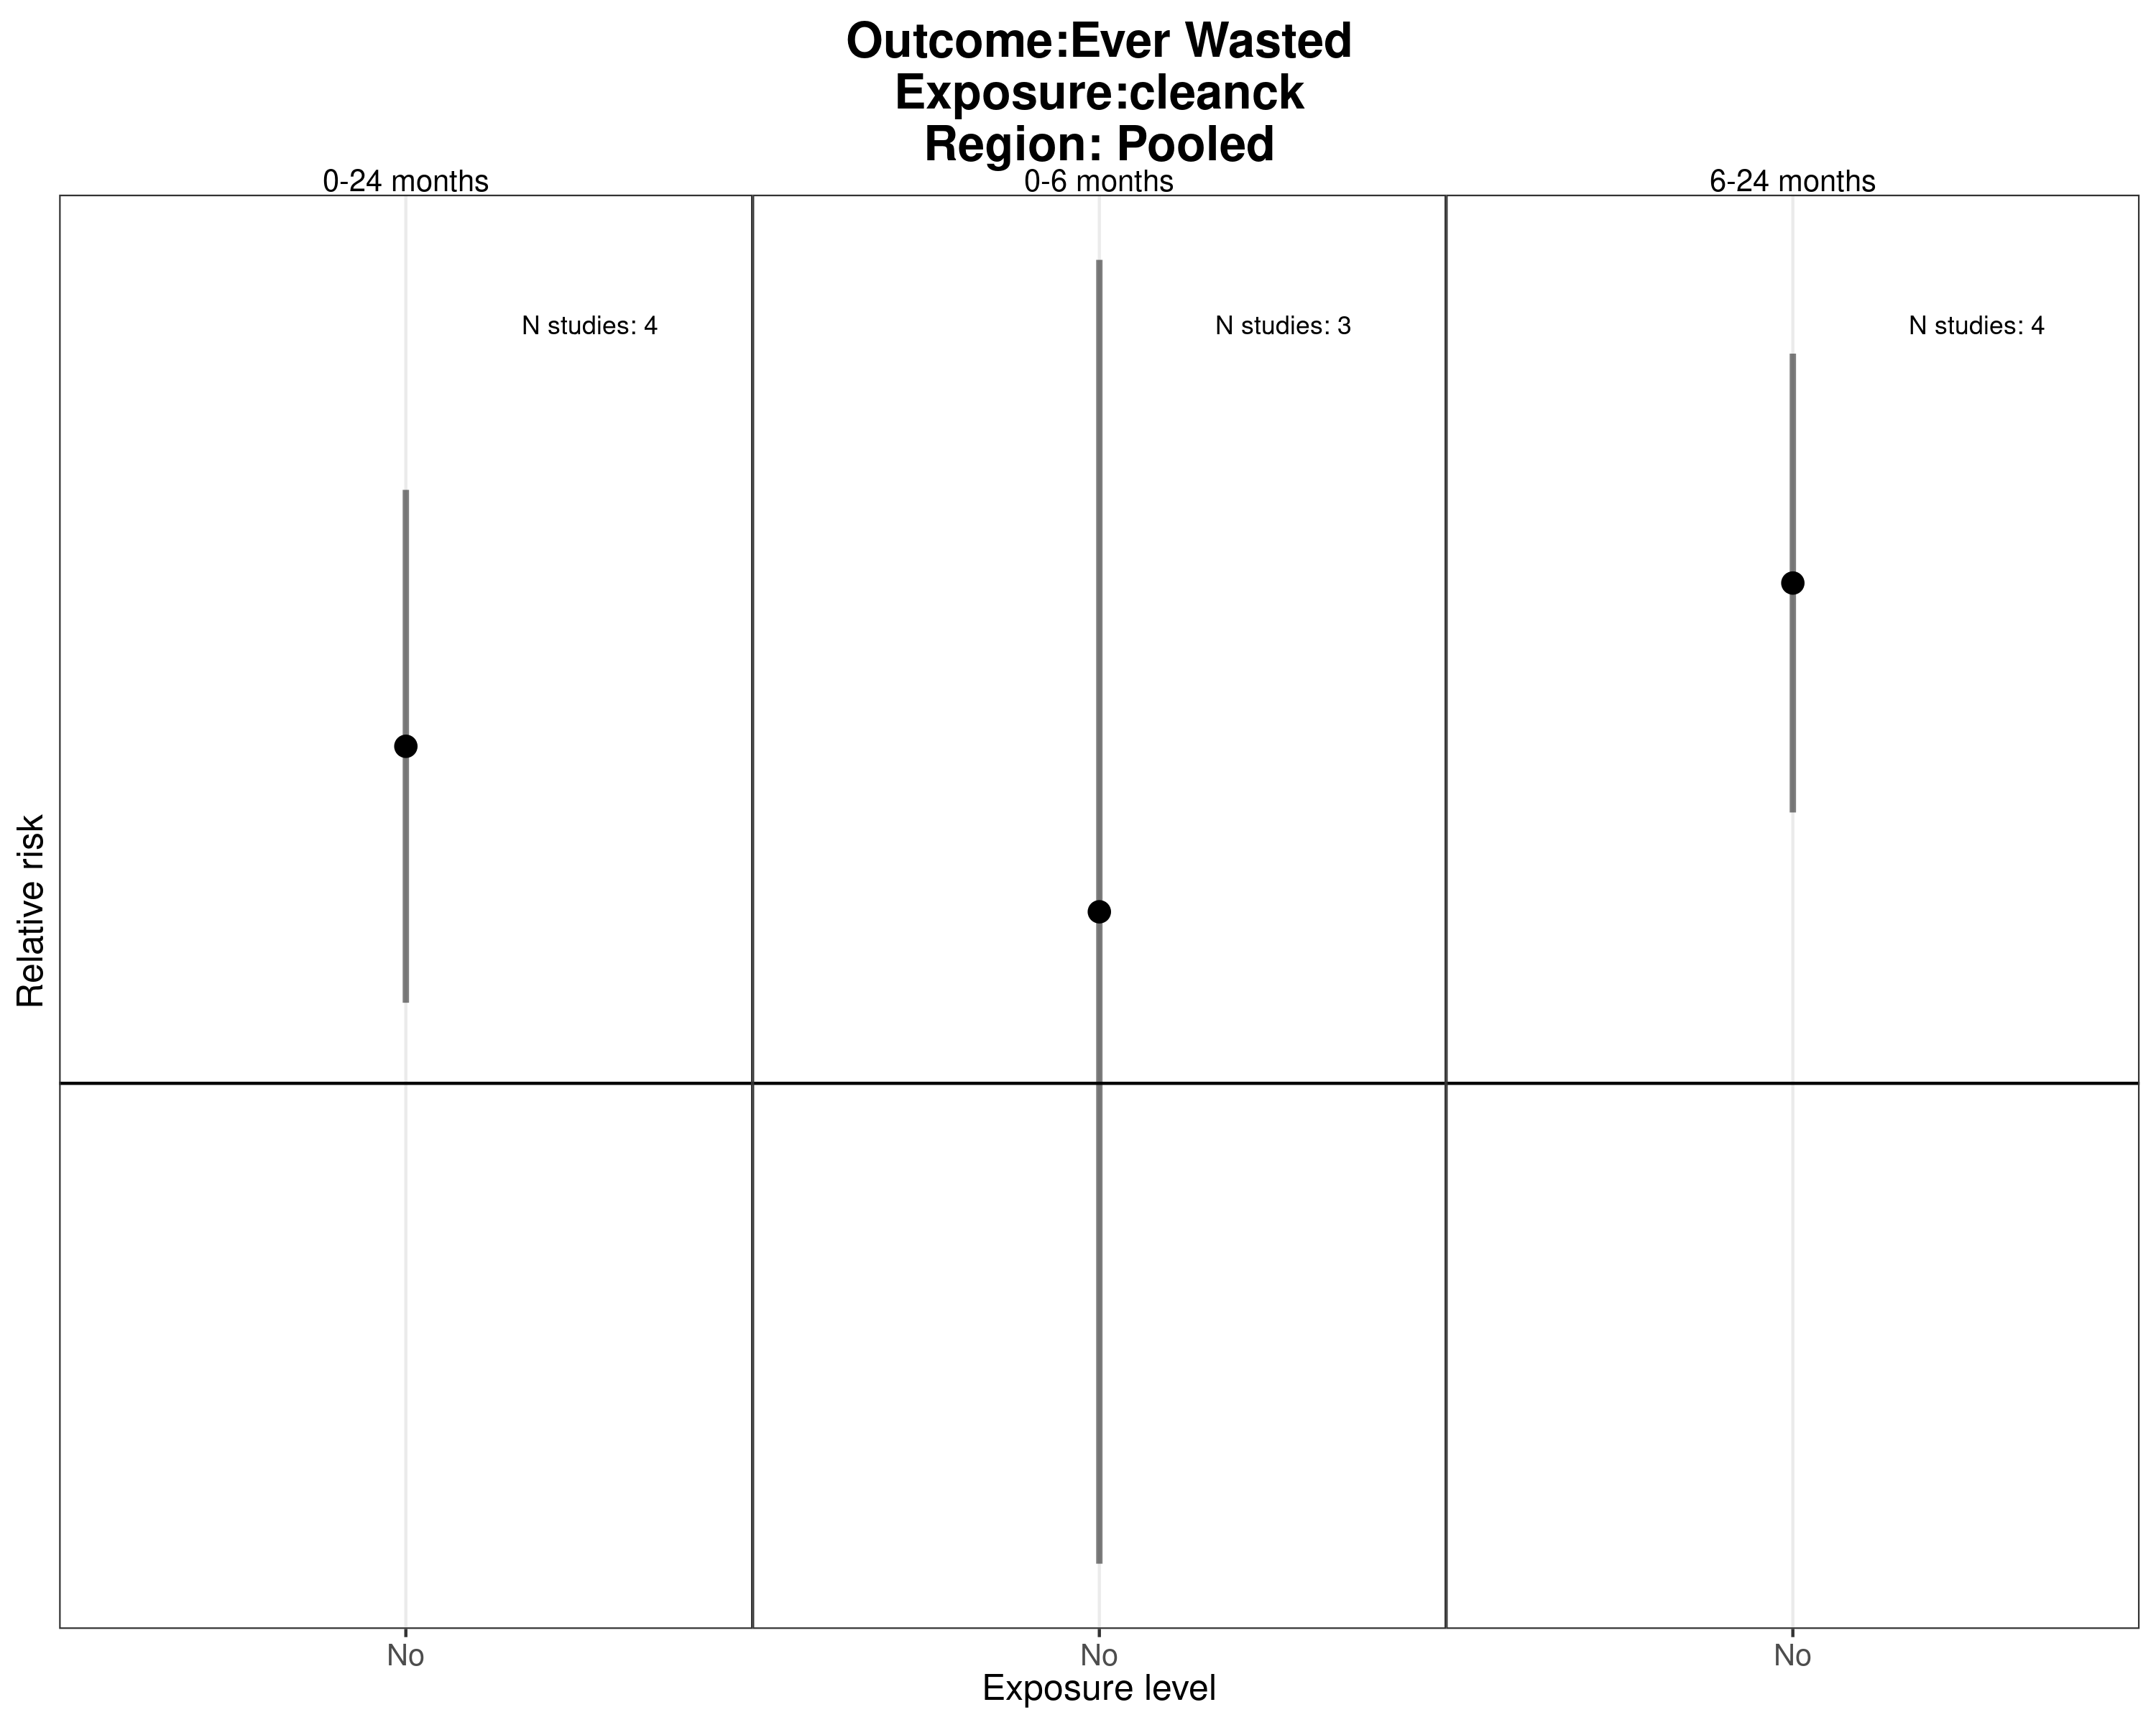 Outcome:Ever Wasted
Exposure:cleanck
Region: Pooled
0-24 months
0-6 months
6-24 months
N studies: 4
N studies: 3
N studies: 4
Relative risk
No
No
No
Exposure level